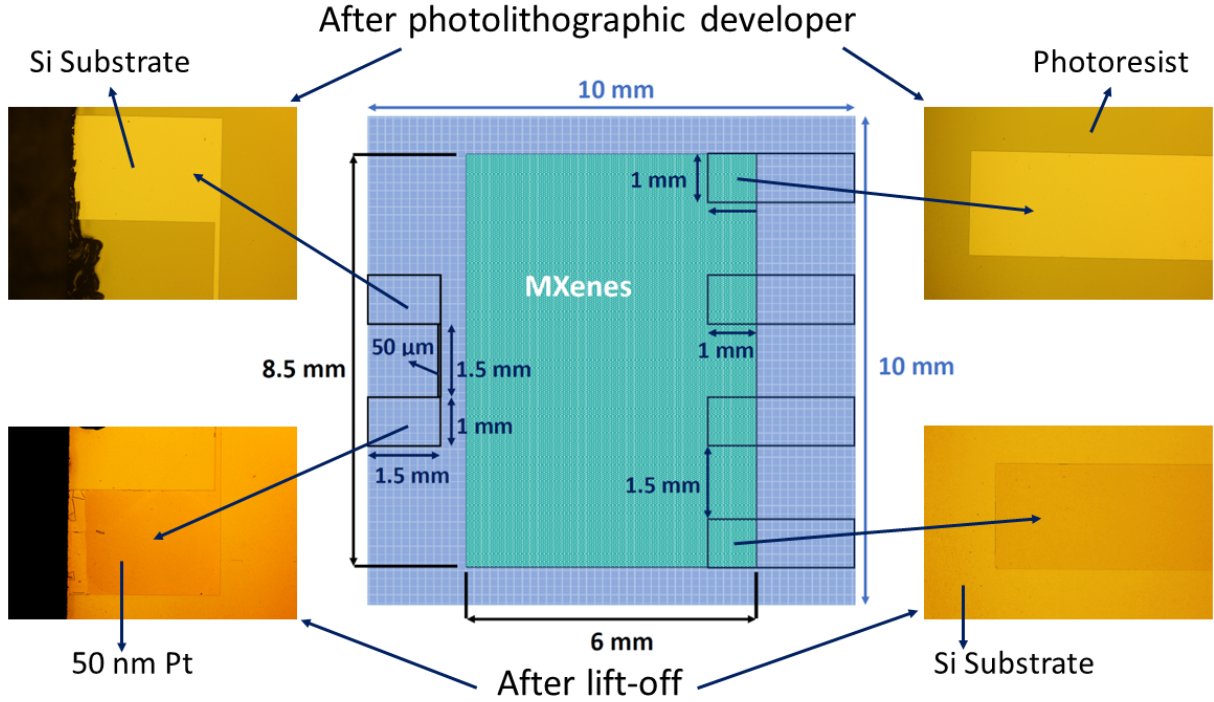 After photolithographic developer
Si Substrate
Photoresist
10 mm
1 mm
MXenes
50 µm
1 mm
8.5 mm
1.5 mm
10 mm
1 mm
1.5 mm
1.5 mm
6 mm
50 nm Pt
After lift-off
Si Substrate